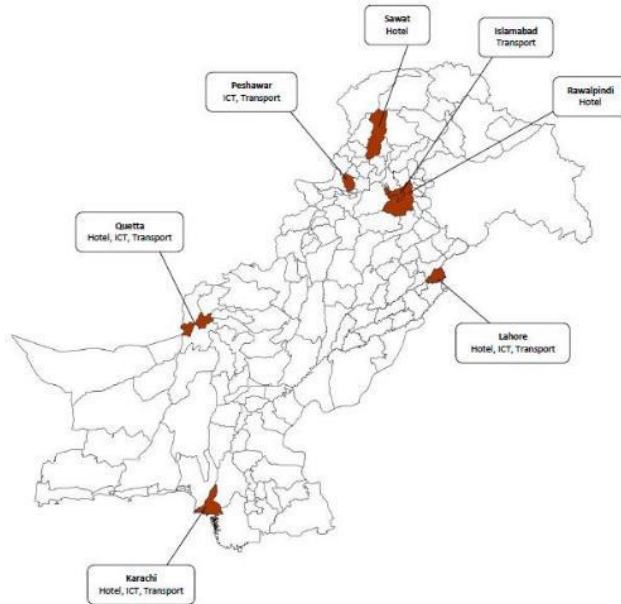 Sawat
Hotel
Islamabad
Transport
Peshawar
ICT, Transport
Rawalpindi
Hotel
Quetta
Hotel, ICT, Transport
Lahore
Hotel, ICT, Transport
Karachi
Hotel, ICT, Transport